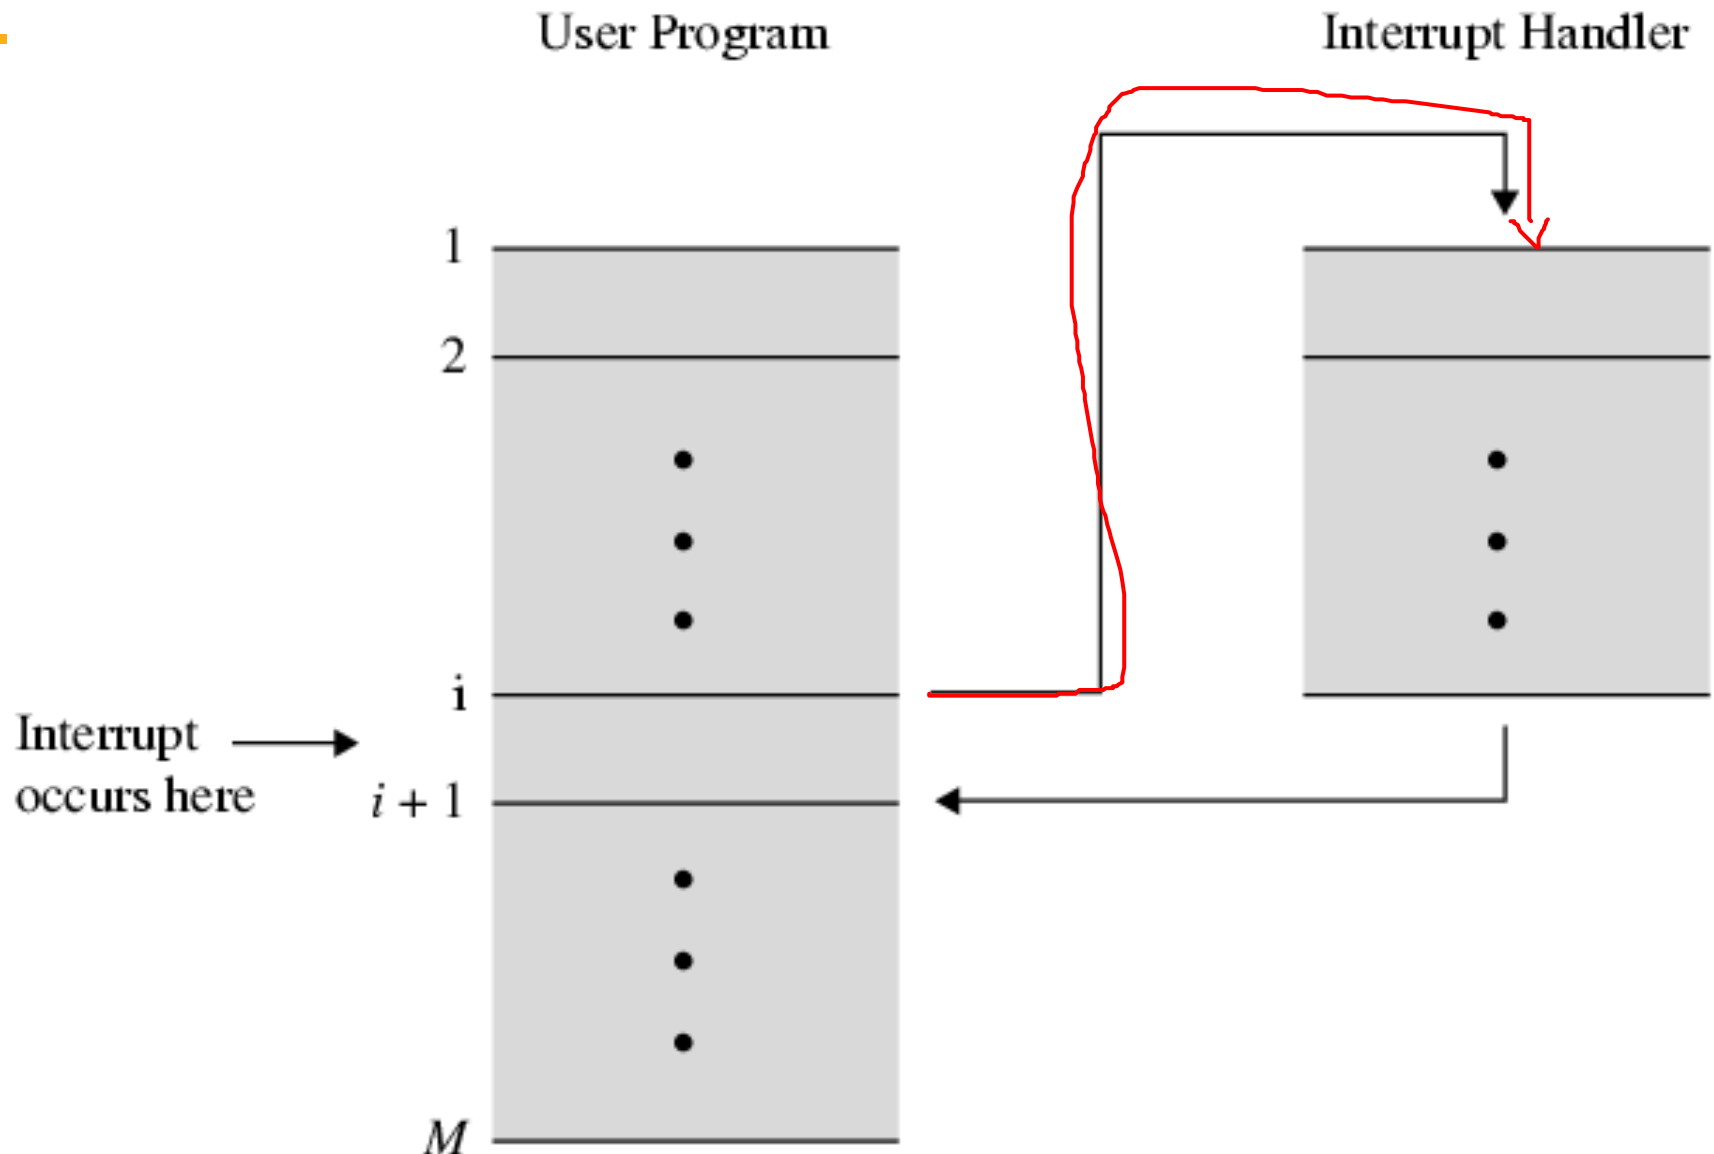 User Program
Interrupt Handler
1
2
i
Interrupt
occurs here
i + 1
M